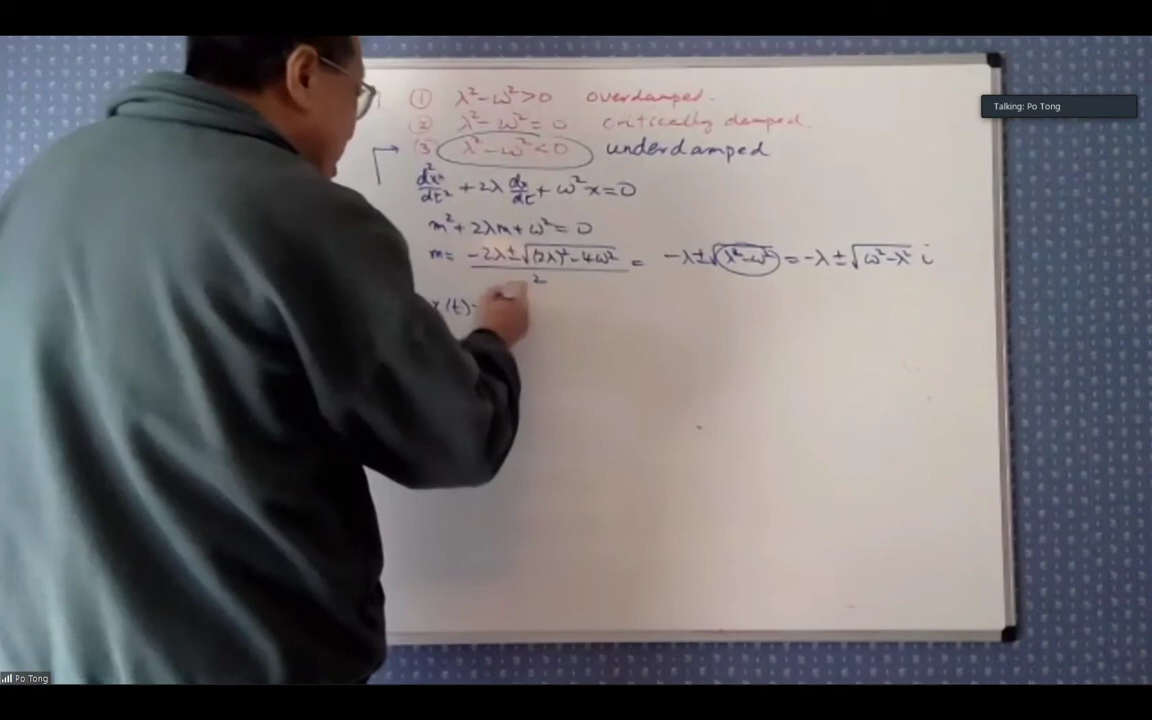 Talking: Po Tong
① λ²-ω²>0 overdamped.
② λ²-ω²=0 critically damped.
③ λ²-ω²<0 underdamped
d²x/dt² + 2λ dx/dt + ω²x=0
m²+2λm+ω²=0
m= -2λ±√(2λ)²-4ω² / 2 = -λ±√λ²-ω² = -λ±√ω²-λ² i
x(t)=
Po Tong